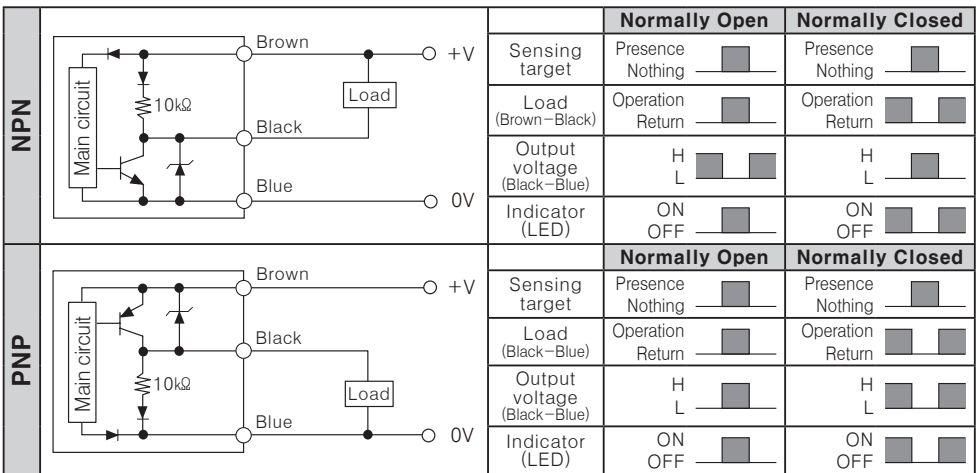 NPN
Main circuit
10kΩ
Brown
Black
Blue
Load
+V
0V
Normally Open Normally Closed
Sensing target
Presence
Nothing
Presence
Nothing
Load
(Brown-Black)
Operation
Return
Operation
Return
Output voltage
(Black-Blue)
H
L
H
L
Indicator
(LED)
ON
OFF
ON
OFF
PNP
Main circuit
10kΩ
Brown
Black
Blue
Load
+V
0V
Normally Open Normally Closed
Sensing target
Presence
Nothing
Presence
Nothing
Load
(Black-Blue)
Operation
Return
Operation
Return
Output voltage
(Black-Blue)
H
L
H
L
Indicator
(LED)
ON
OFF
ON
OFF